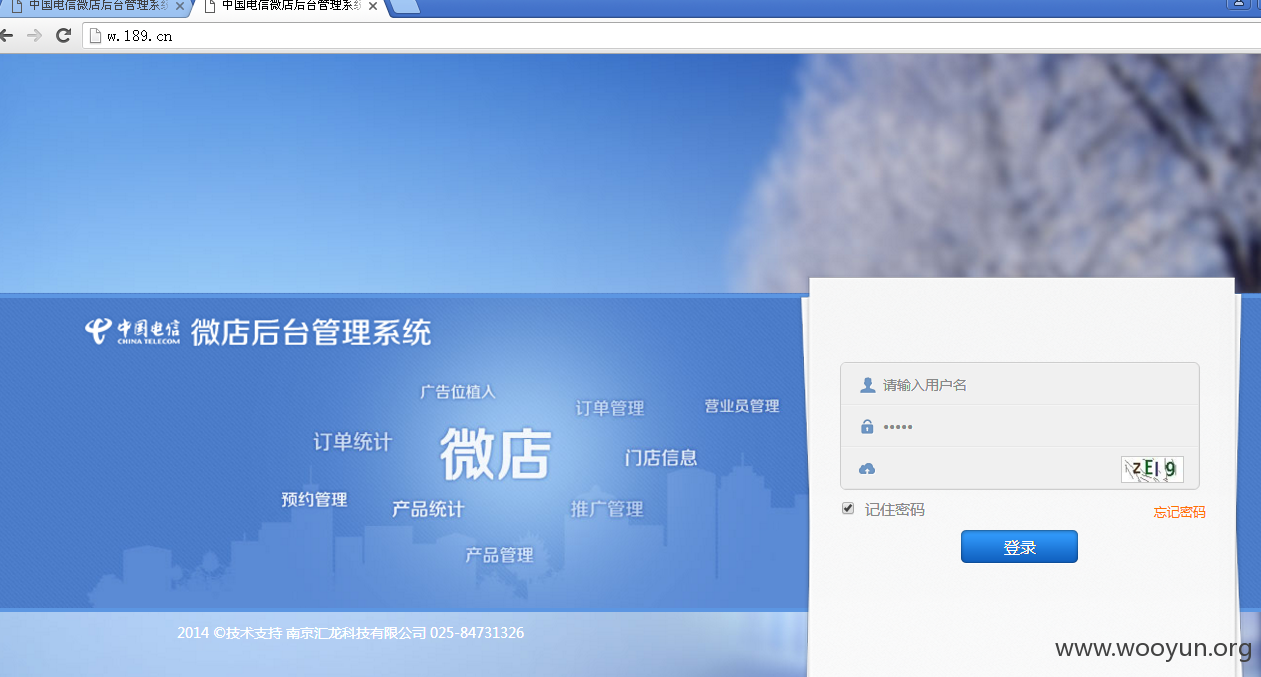 中国电信微店后台管理系统
中国电信微店后台管理系统
w.189.cn
中国电信 微店后台管理系统
CHINA TELECOM
广告位植入
订单管理
营业员管理
订单统计
微店
门店信息
预约管理
产品统计
推广管理
产品管理
请输入用户名
•••••
zEI9
记住密码
忘记密码
登录
2014 ©技术支持 南京汇龙科技有限公司 025-84731326
www.wooyun.org